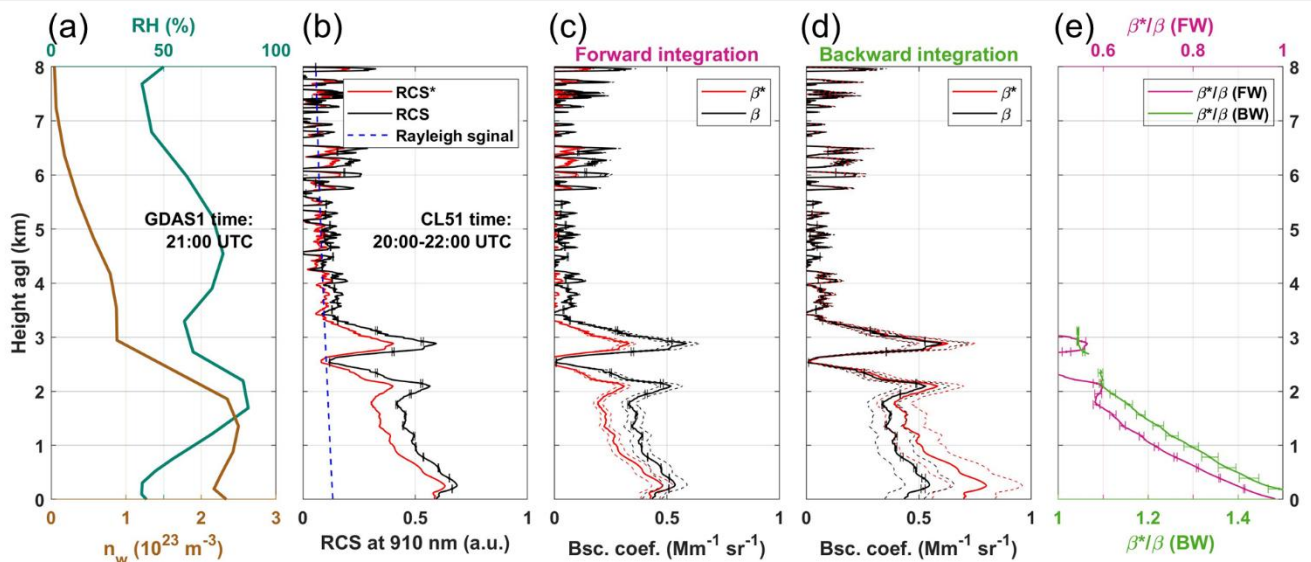 (a)
RH (%)
0 50 100
8
7
6
5
4
3
2
1
0
Height agl (km)
GDAS1 time:
21:00 UTC
0 1 2 3
n_w (10^23 m^-3)
(b)
RCS*
RCS
Rayleigh sginal
CL51 time:
20:00-22:00 UTC
0 0.5 1
RCS at 910 nm (a.u.)
(c)
Forward integration
β*
β
0 0.5 1
Bsc. coef. (Mm^-1 sr^-1)
(d)
Backward integration
β*
β
0 0.5 1
Bsc. coef. (Mm^-1 sr^-1)
(e)
β*/β (FW)
0.6 0.8 1
β*/β (FW)
β*/β (BW)
8
7
6
5
4
3
2
1
0
1 1.2 1.4
β*/β (BW)